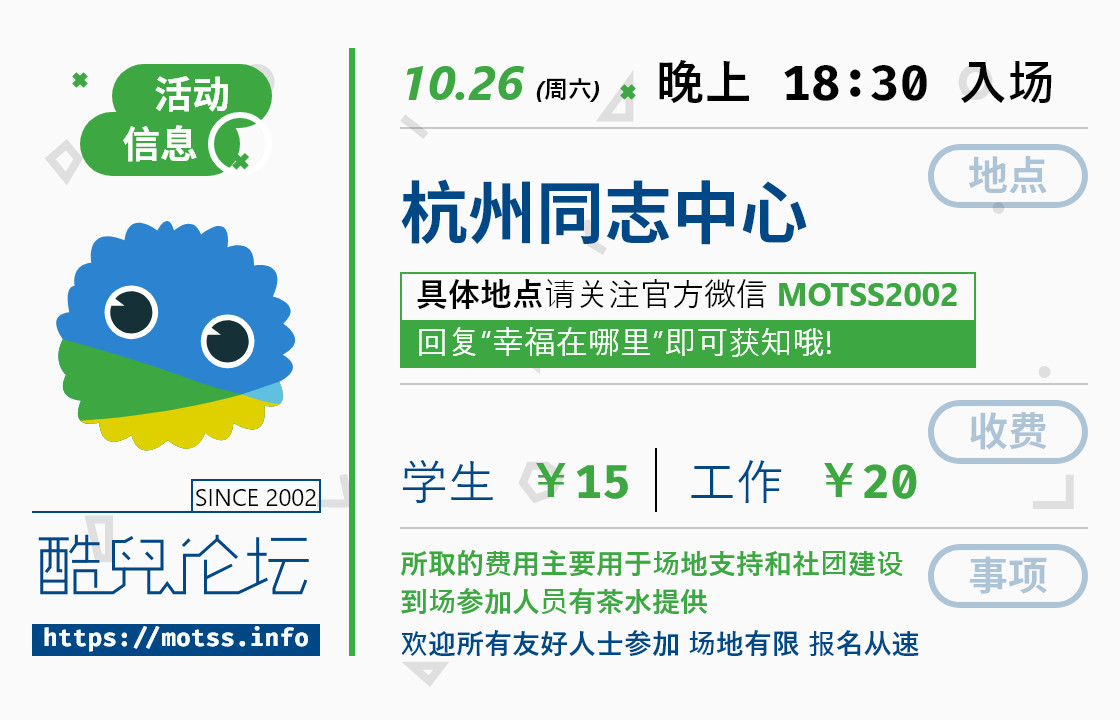 活动
信息
SINCE 2002
酷兒论坛
https://motss.info
10.26 (周六) 晚上 18:30 入场
地点
杭州同志中心
具体地点请关注官方微信 MOTSS2002
回复“幸福在哪里”即可获知哦!
收费
学生 ￥15 工作 ￥20
事项
所取的费用主要用于场地支持和社团建设
到场参加人员有茶水提供
欢迎所有友好人士参加 场地有限 报名从速